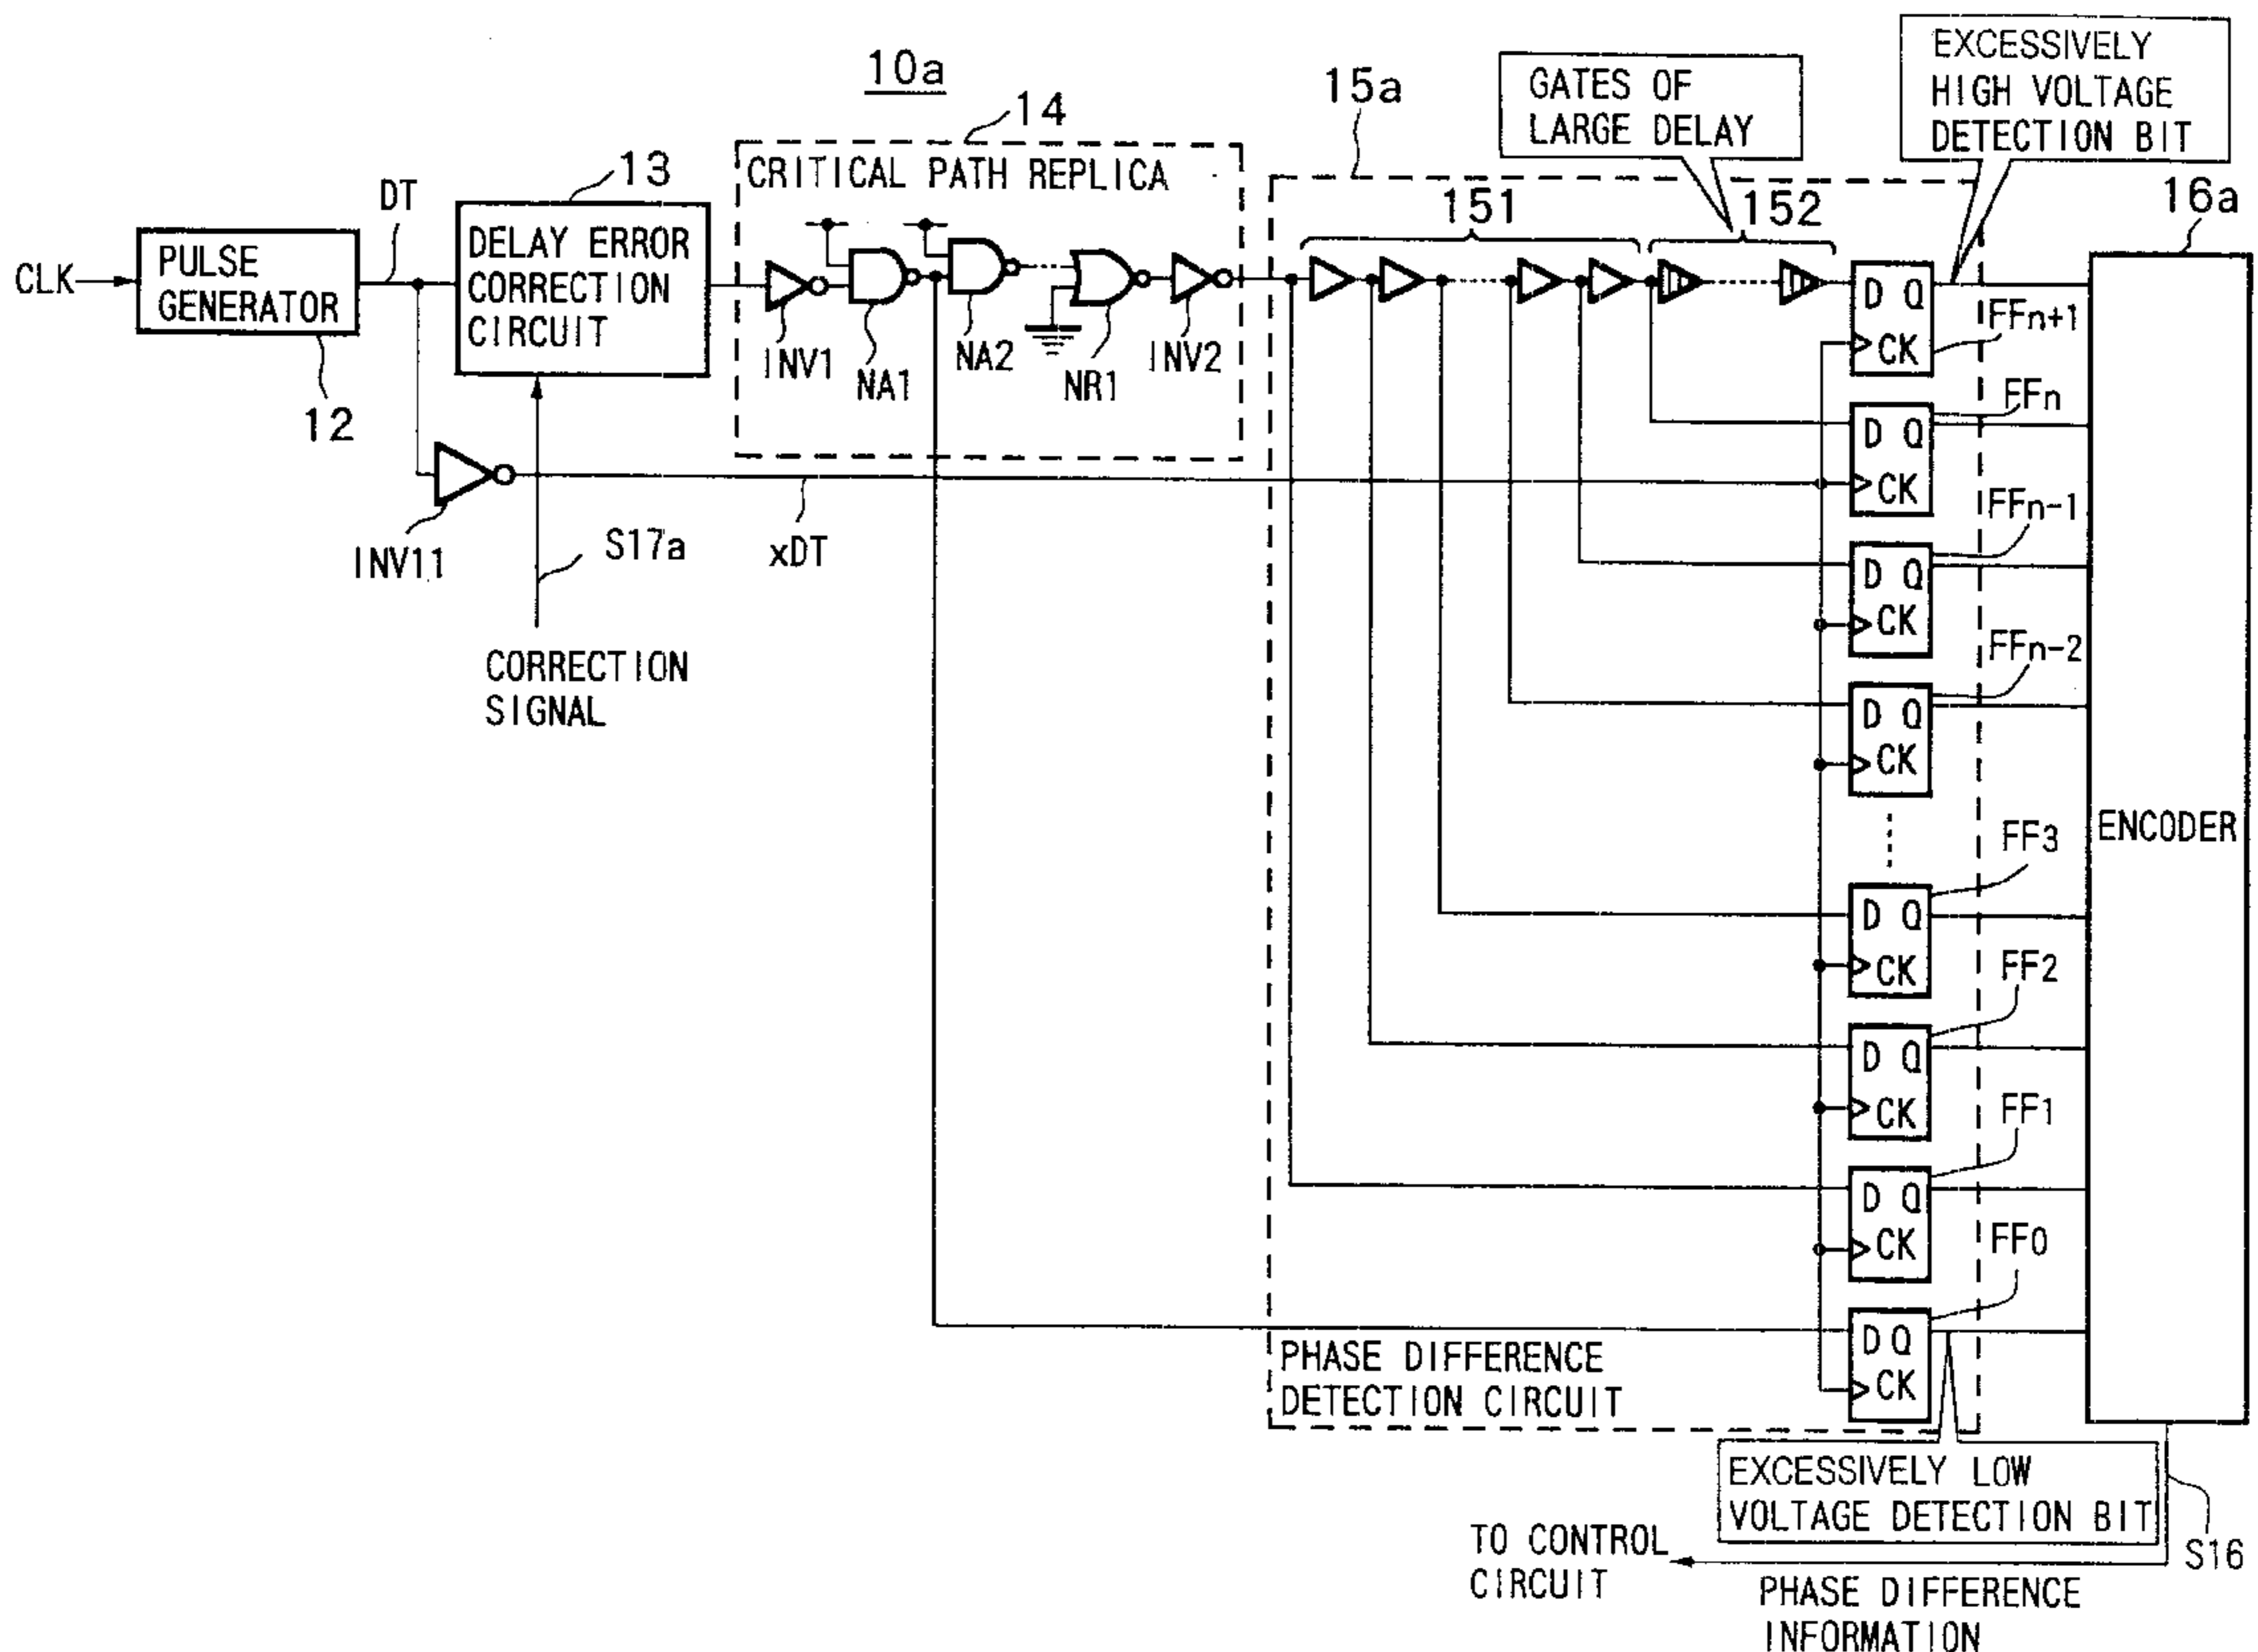 10a
EXCESSIVELY
HIGH VOLTAGE
DETECTION BIT
GATES OF
LARGE DELAY
15a
14
13
16a
CRITICAL PATH REPLICA
151
152
DT
CLK
PULSE
GENERATOR
DELAY ERROR
CORRECTION
CIRCUIT
12
INV1
NA1
NA2
NR1
INV2
D Q
CK
FFn+1
D Q
CK
FFn
D Q
CK
FFn-1
D Q
CK
FFn-2
INV11
S17a
xDT
CORRECTION
SIGNAL
ENCODER
D Q
CK
FF3
D Q
CK
FF2
D Q
CK
FF1
D Q
CK
FF0
PHASE DIFFERENCE
DETECTION CIRCUIT
EXCESSIVELY LOW
VOLTAGE DETECTION BIT
S16
TO CONTROL
CIRCUIT
PHASE DIFFERENCE
INFORMATION